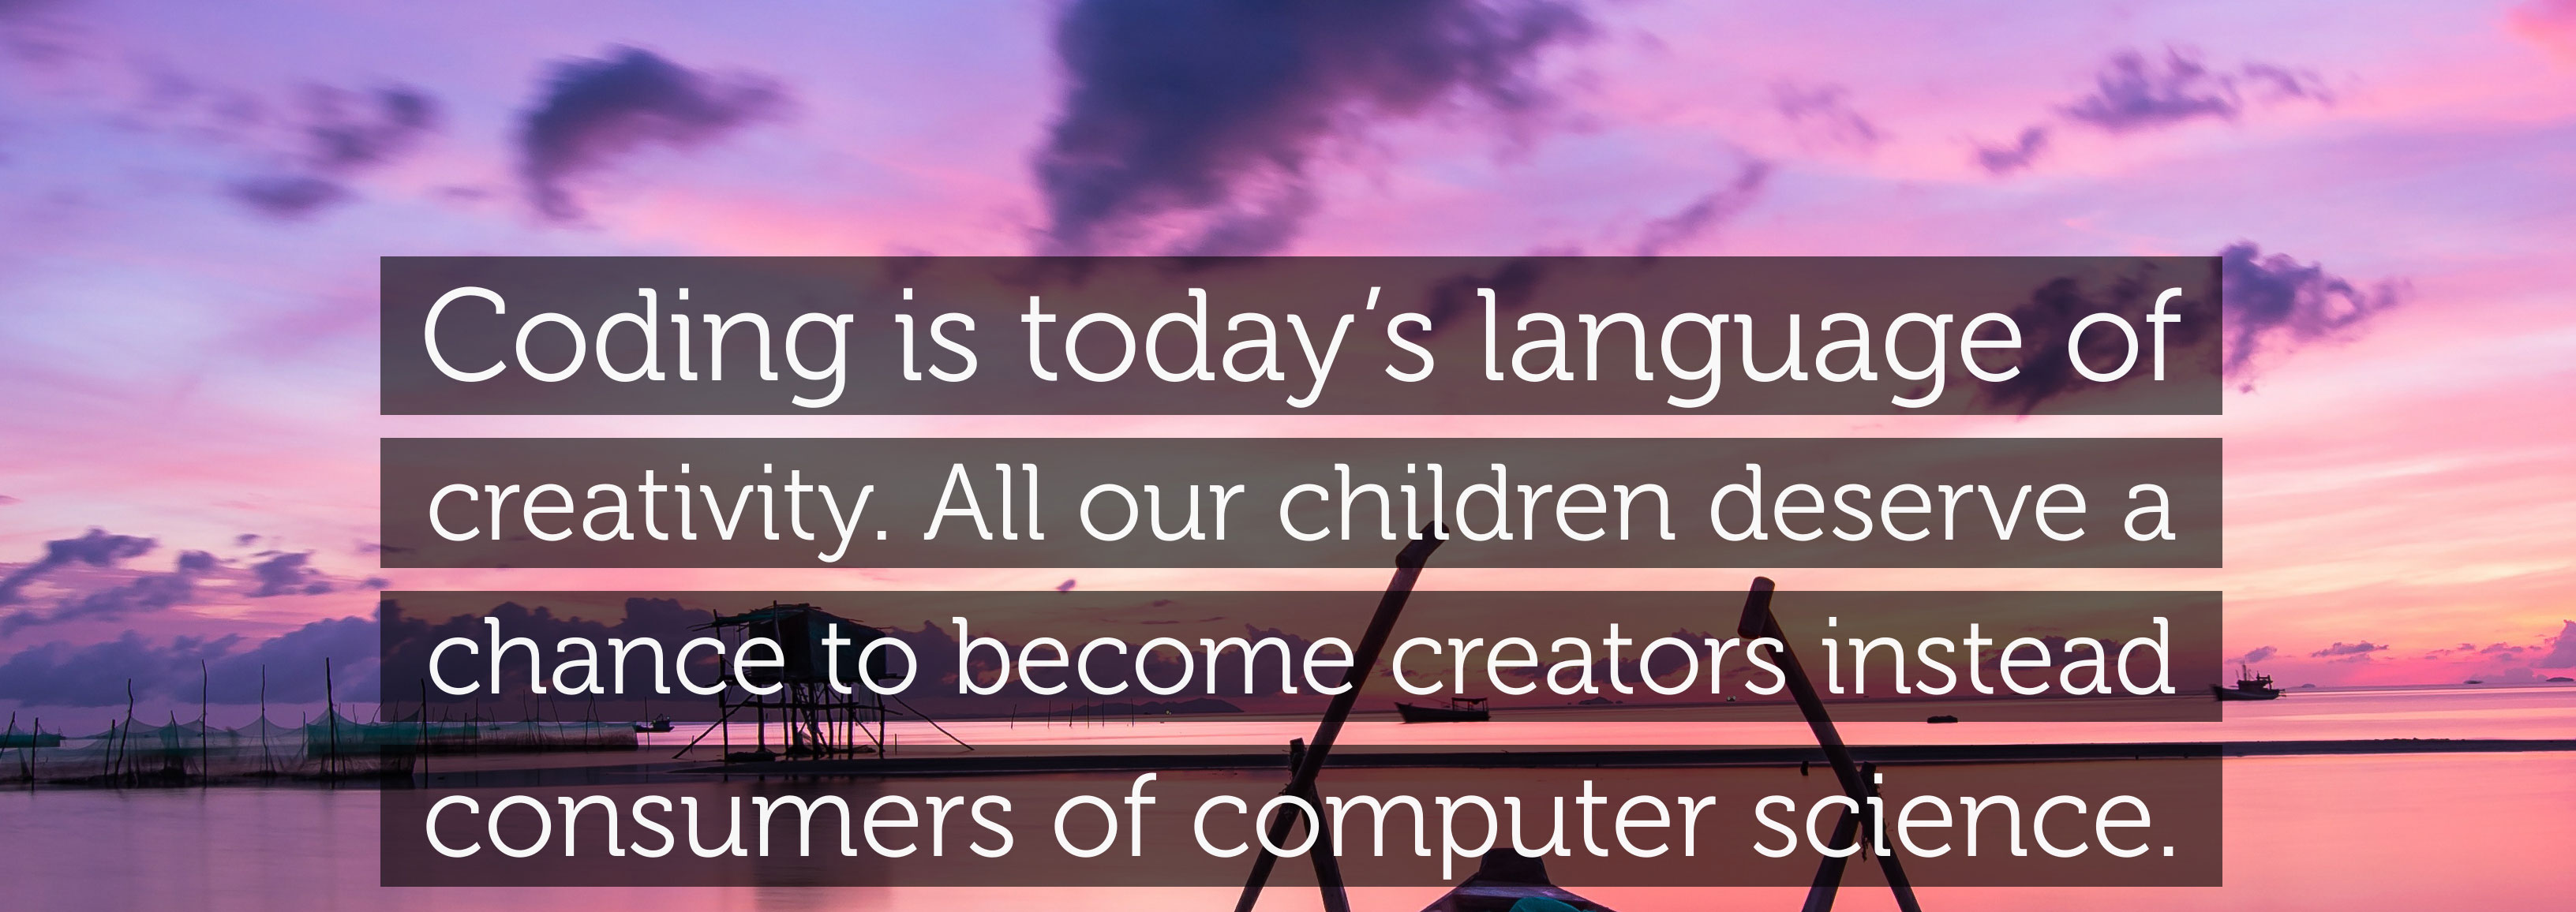 Coding is today’s language of
creativity. All our children deserve a
chance to become creators instead
consumers of computer science.